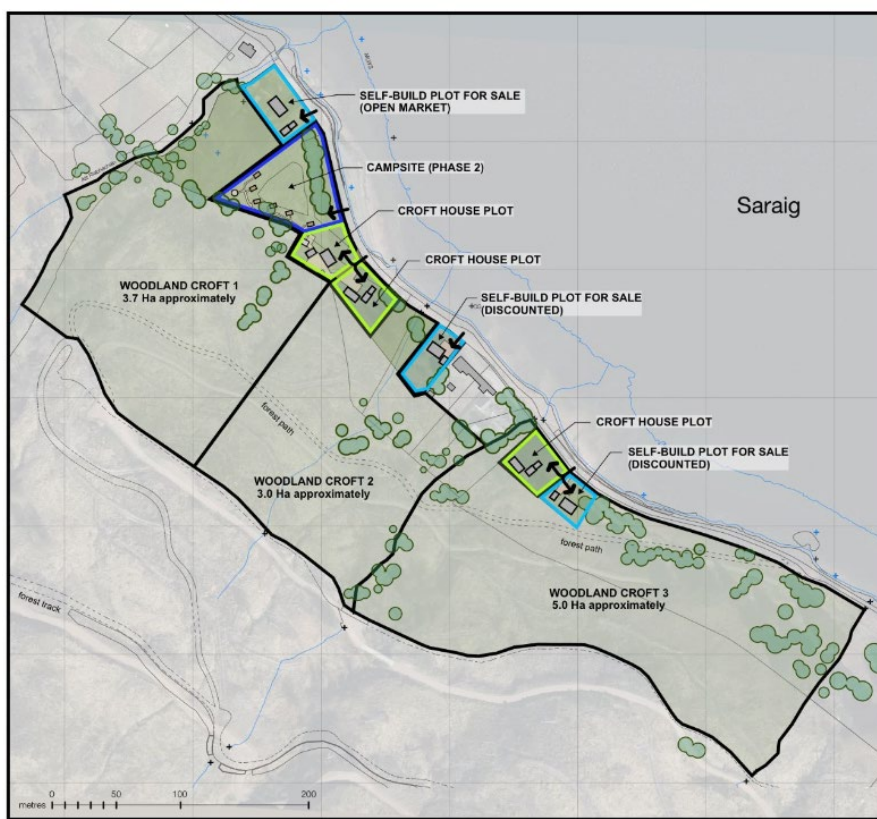 SELF-BUILD PLOT FOR SALE
(OPEN MARKET)
CAMPSITE (PHASE 2)
Saraig
CROFT HOUSE PLOT
CROFT HOUSE PLOT
WOODLAND CROFT 1
3.7 Ha approximately
SELF-BUILD PLOT FOR SALE
(DISCOUNTED)
forest path
CROFT HOUSE PLOT
SELF-BUILD PLOT FOR SALE
(DISCOUNTED)
WOODLAND CROFT 2
3.0 Ha approximately
forest path
WOODLAND CROFT 3
5.0 Ha approximately
forest track
metres 0 50 100 200